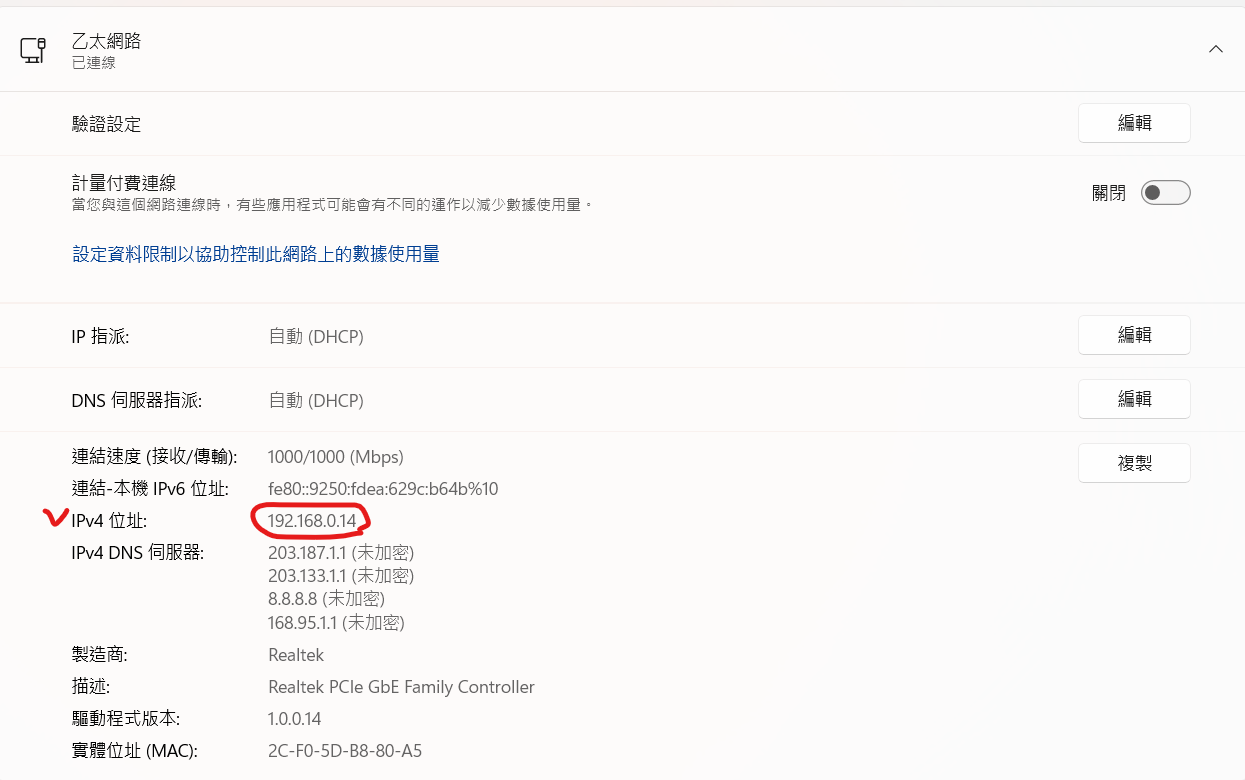 乙太網路
已連線
驗證設定 編輯
計量付費連線
當您與這個網路連線時，有些應用程式可能會有不同的運作以減少數據使用量。 關閉
設定資料限制以協助控制此網路上的數據使用量
IP 指派: 自動 (DHCP) 編輯
DNS 伺服器指派: 自動 (DHCP) 編輯
連結速度 (接收/傳輸): 1000/1000 (Mbps) 複製
連結-本機 IPv6 位址: fe80::9250:fdea:629c:b64b%10
IPv4 位址: 192.168.0.14
IPv4 DNS 伺服器: 203.187.1.1 (未加密)
203.133.1.1 (未加密)
8.8.8.8 (未加密)
168.95.1.1 (未加密)
製造商: Realtek
描述: Realtek PCIe GbE Family Controller
驅動程式版本: 1.0.0.14
實體位址 (MAC): 2C-F0-5D-B8-80-A5